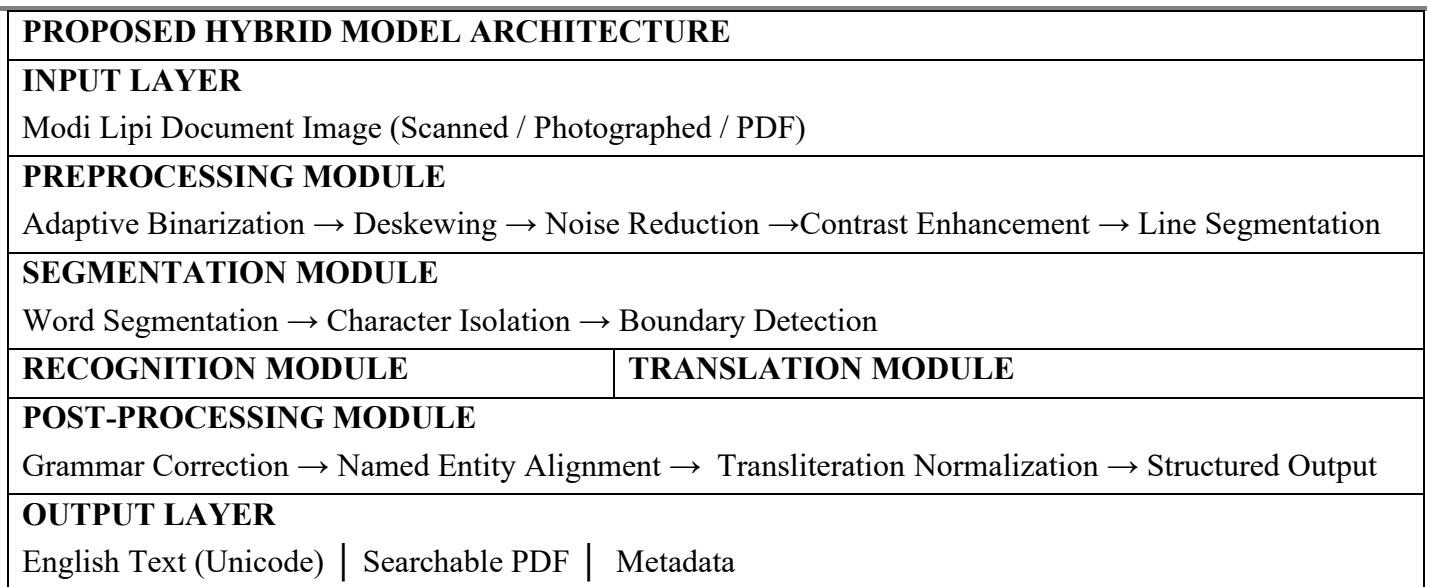 PROPOSED HYBRID MODEL ARCHITECTURE
INPUT LAYER
Modi Lipi Document Image (Scanned / Photographed / PDF)
PREPROCESSING MODULE
Adaptive Binarization → Deskewing → Noise Reduction →Contrast Enhancement → Line Segmentation
SEGMENTATION MODULE
Word Segmentation → Character Isolation → Boundary Detection
RECOGNITION MODULE TRANSLATION MODULE
POST-PROCESSING MODULE
Grammar Correction → Named Entity Alignment → Transliteration Normalization → Structured Output
OUTPUT LAYER
English Text (Unicode) │ Searchable PDF │ Metadata